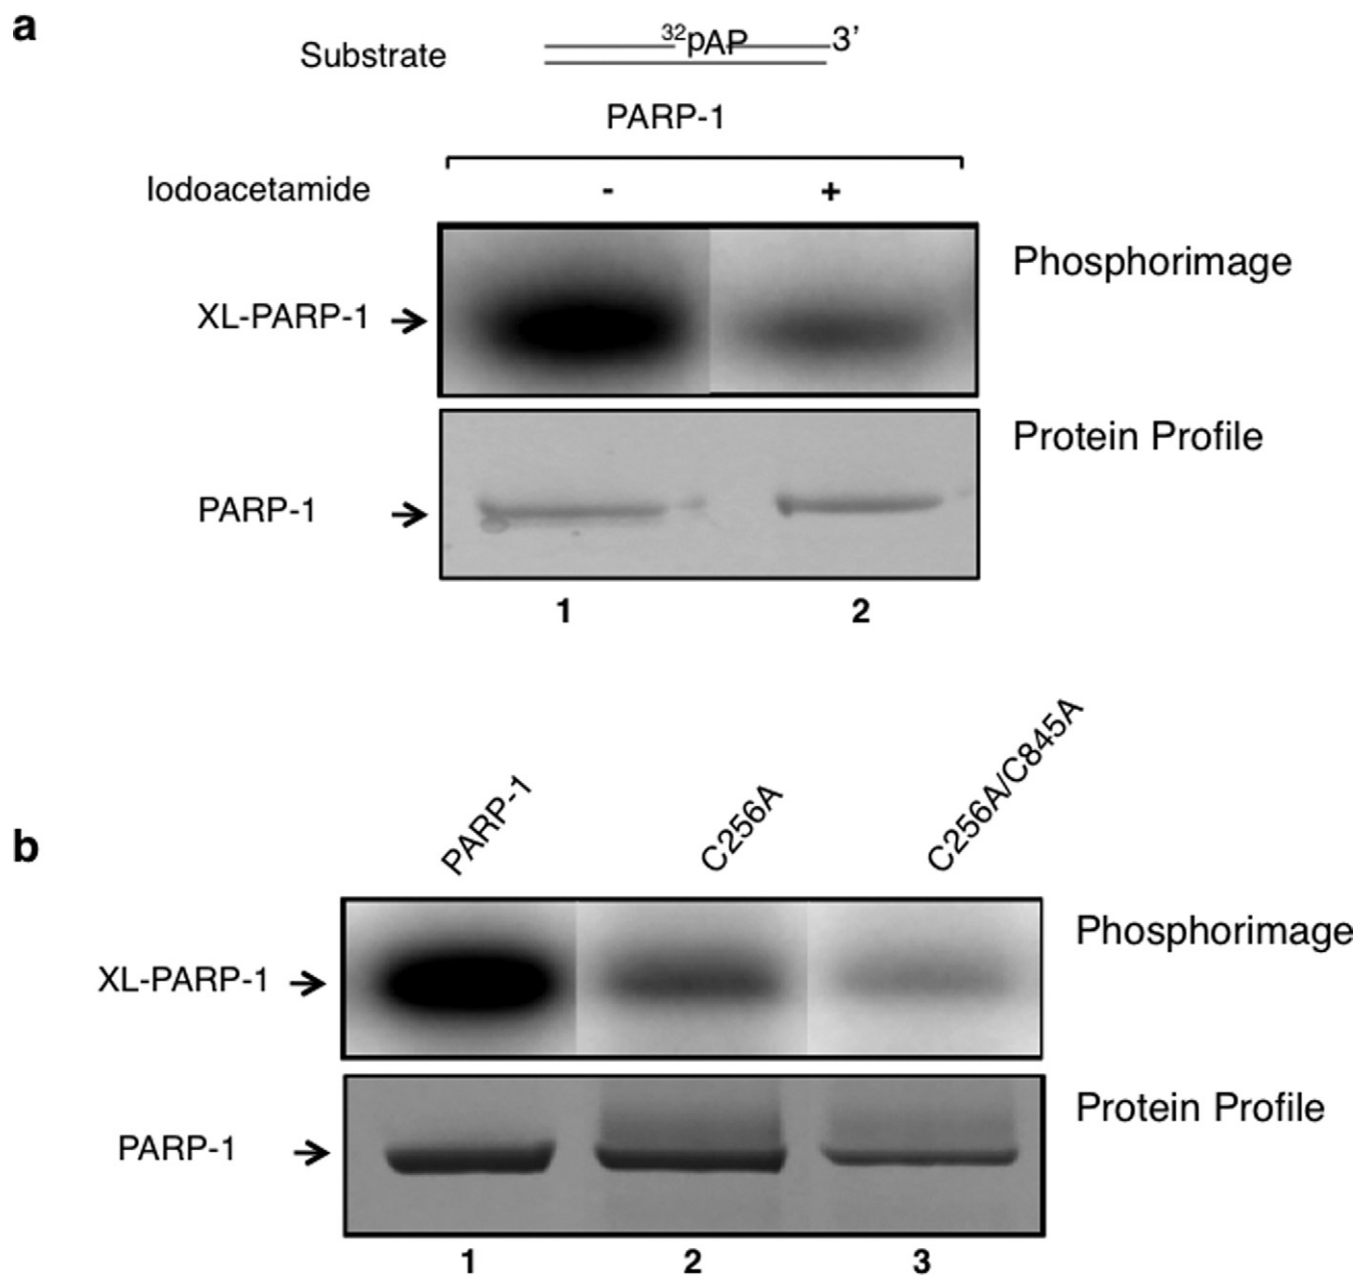 a
Substrate ³²pAP 3’
PARP-1
Iodoacetamide - +
Phosphorimage
XL-PARP-1
Protein Profile
PARP-1
1 2
PARP-1 C256A C256A/C845A
b
Phosphorimage
XL-PARP-1
Protein Profile
PARP-1
1 2 3